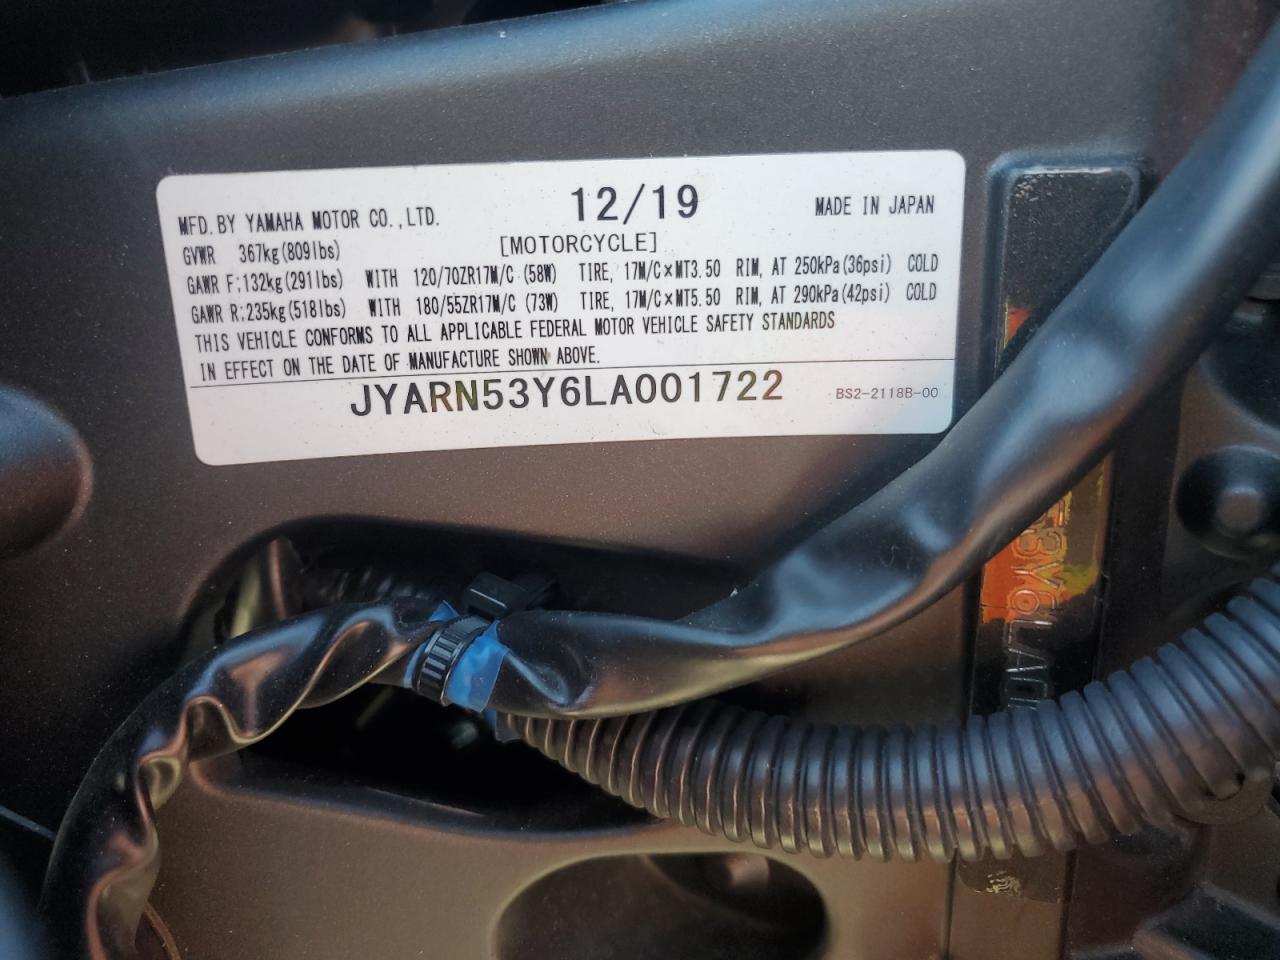 MFD. BY YAMAHA MOTOR CO., LTD. 12/19 MADE IN JAPAN
GVWR 367kg(809lbs) [MOTORCYCLE]
GAWR F:132kg(291lbs) WITH 120/70ZR17M/C (58W) TIRE, 17M/C×MT3.50 RIM, AT 250kPa(36psi) COLD
GAWR R:235kg(518lbs) WITH 180/55ZR17M/C (73W) TIRE, 17M/C×MT5.50 RIM, AT 290kPa(42psi) COLD
THIS VEHICLE CONFORMS TO ALL APPLICABLE FEDERAL MOTOR VEHICLE SAFETY STANDARDS
IN EFFECT ON THE DATE OF MANUFACTURE SHOWN ABOVE.
JYARN53Y6LA001722 BS2-2118B-00
53Y6LA0